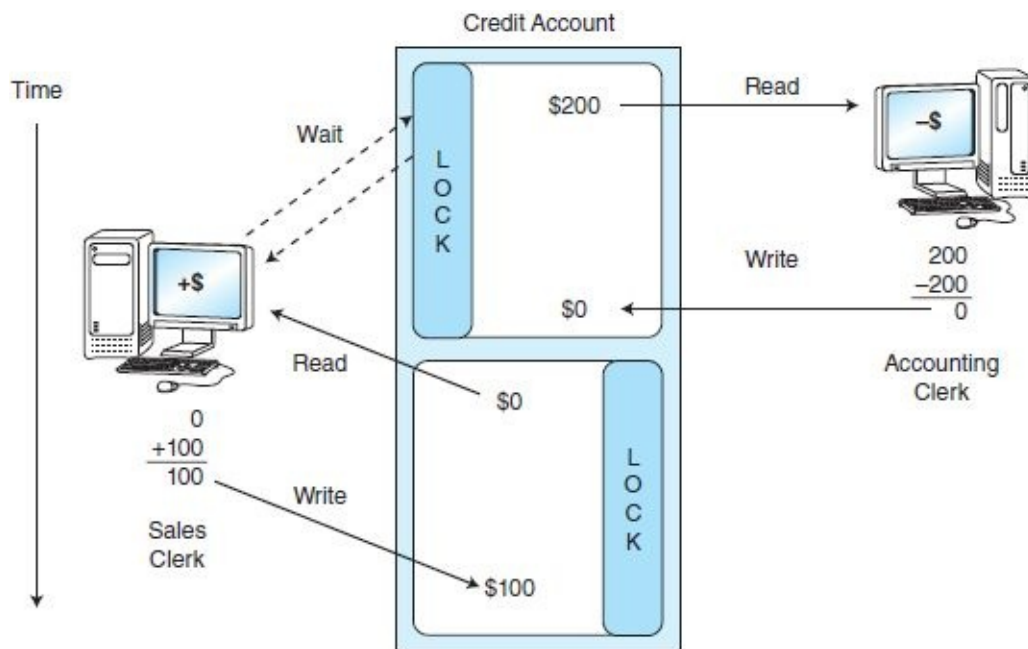 Credit Account
Time
Wait
L
O
C
K
$200
Read
–$
+$
Write
200
–200
0
$0
Accounting
Clerk
Read
$0
0
+100
100
Sales
Clerk
Write
$100
L
O
C
K